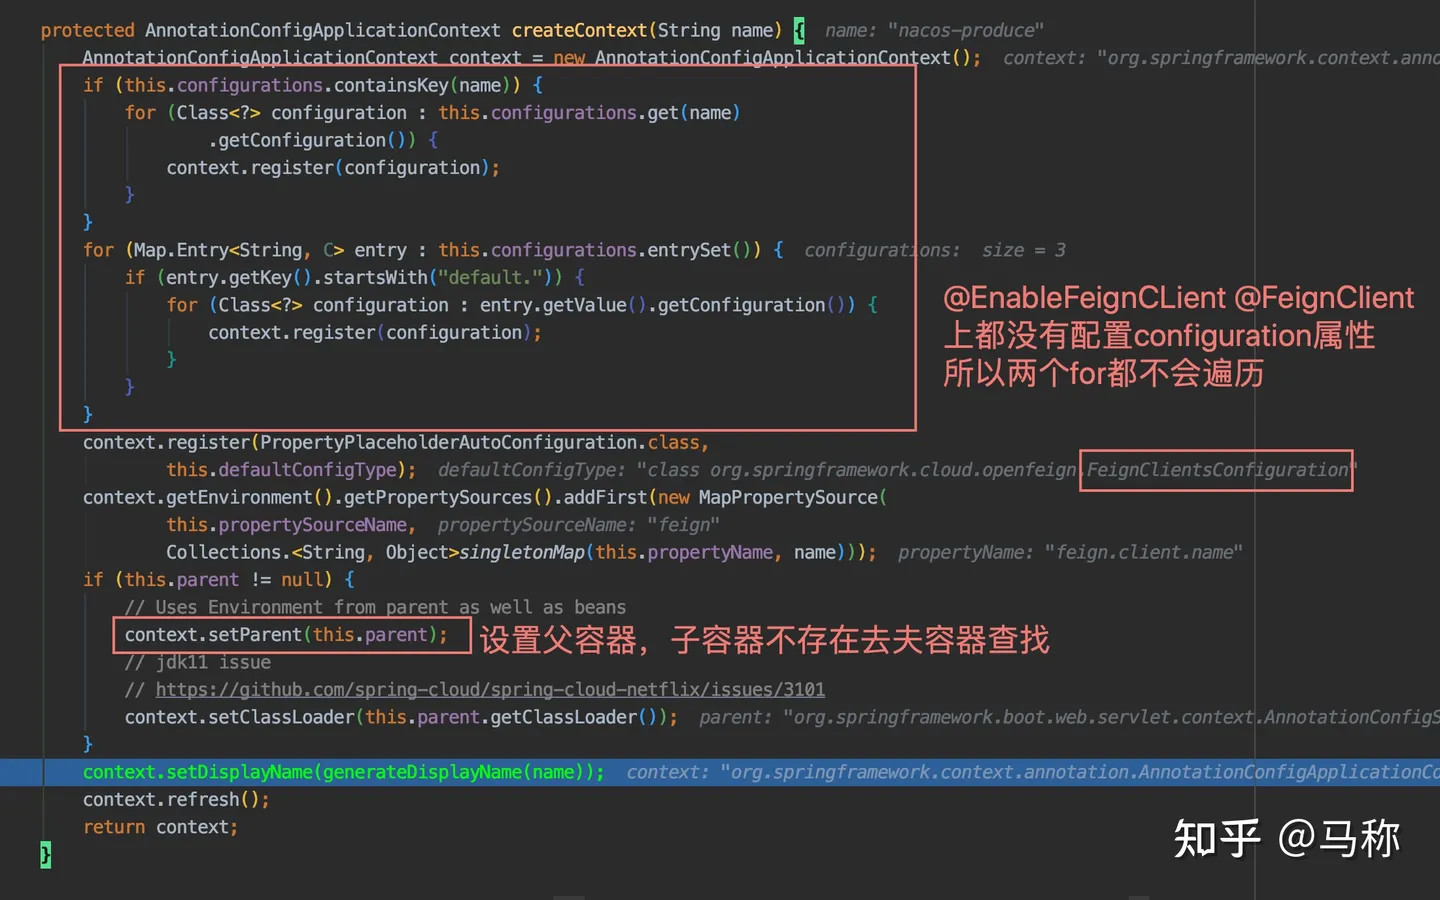 protected AnnotationConfigApplicationContext createContext(String name) { name: "nacos-produce"
AnnotationConfigApplicationContext context = new AnnotationConfigApplicationContext(); context: "org.springframework.context.anno
if (this.configurations.containsKey(name)) {
for (Class<?> configuration : this.configurations.get(name)
.getConfiguration()) {
context.register(configuration);
}
}
for (Map.Entry<String, C> entry : this.configurations.entrySet()) { configurations: size = 3
if (entry.getKey().startsWith("default.")) {
for (Class<?> configuration : entry.getValue().getConfiguration()) {
context.register(configuration);
}
}
}
@EnableFeignCLient @FeignClient
上都没有配置configuration属性
所以两个for都不会遍历
context.register(PropertyPlaceholderAutoConfiguration.class,
this.defaultConfigType); defaultConfigType: "class org.springframework.cloud.openfeign.FeignClientsConfiguration"
context.getEnvironment().getPropertySources().addFirst(new MapPropertySource(
this.propertySourceName, propertySourceName: "feign"
Collections.<String, Object>singletonMap(this.propertyName, name))); propertyName: "feign.client.name"
if (this.parent != null) {
// Uses Environment from parent as well as beans
context.setParent(this.parent); 设置父容器，子容器不存在去夫容器查找
// jdk11 issue
// https://github.com/spring-cloud/spring-cloud-netflix/issues/3101
context.setClassLoader(this.parent.getClassLoader()); parent: "org.springframework.boot.web.servlet.context.AnnotationConfigS
}
context.setDisplayName(generateDisplayName(name)); context: "org.springframework.context.annotation.AnnotationConfigApplicationCo
context.refresh();
return context;
}
知乎 @马称